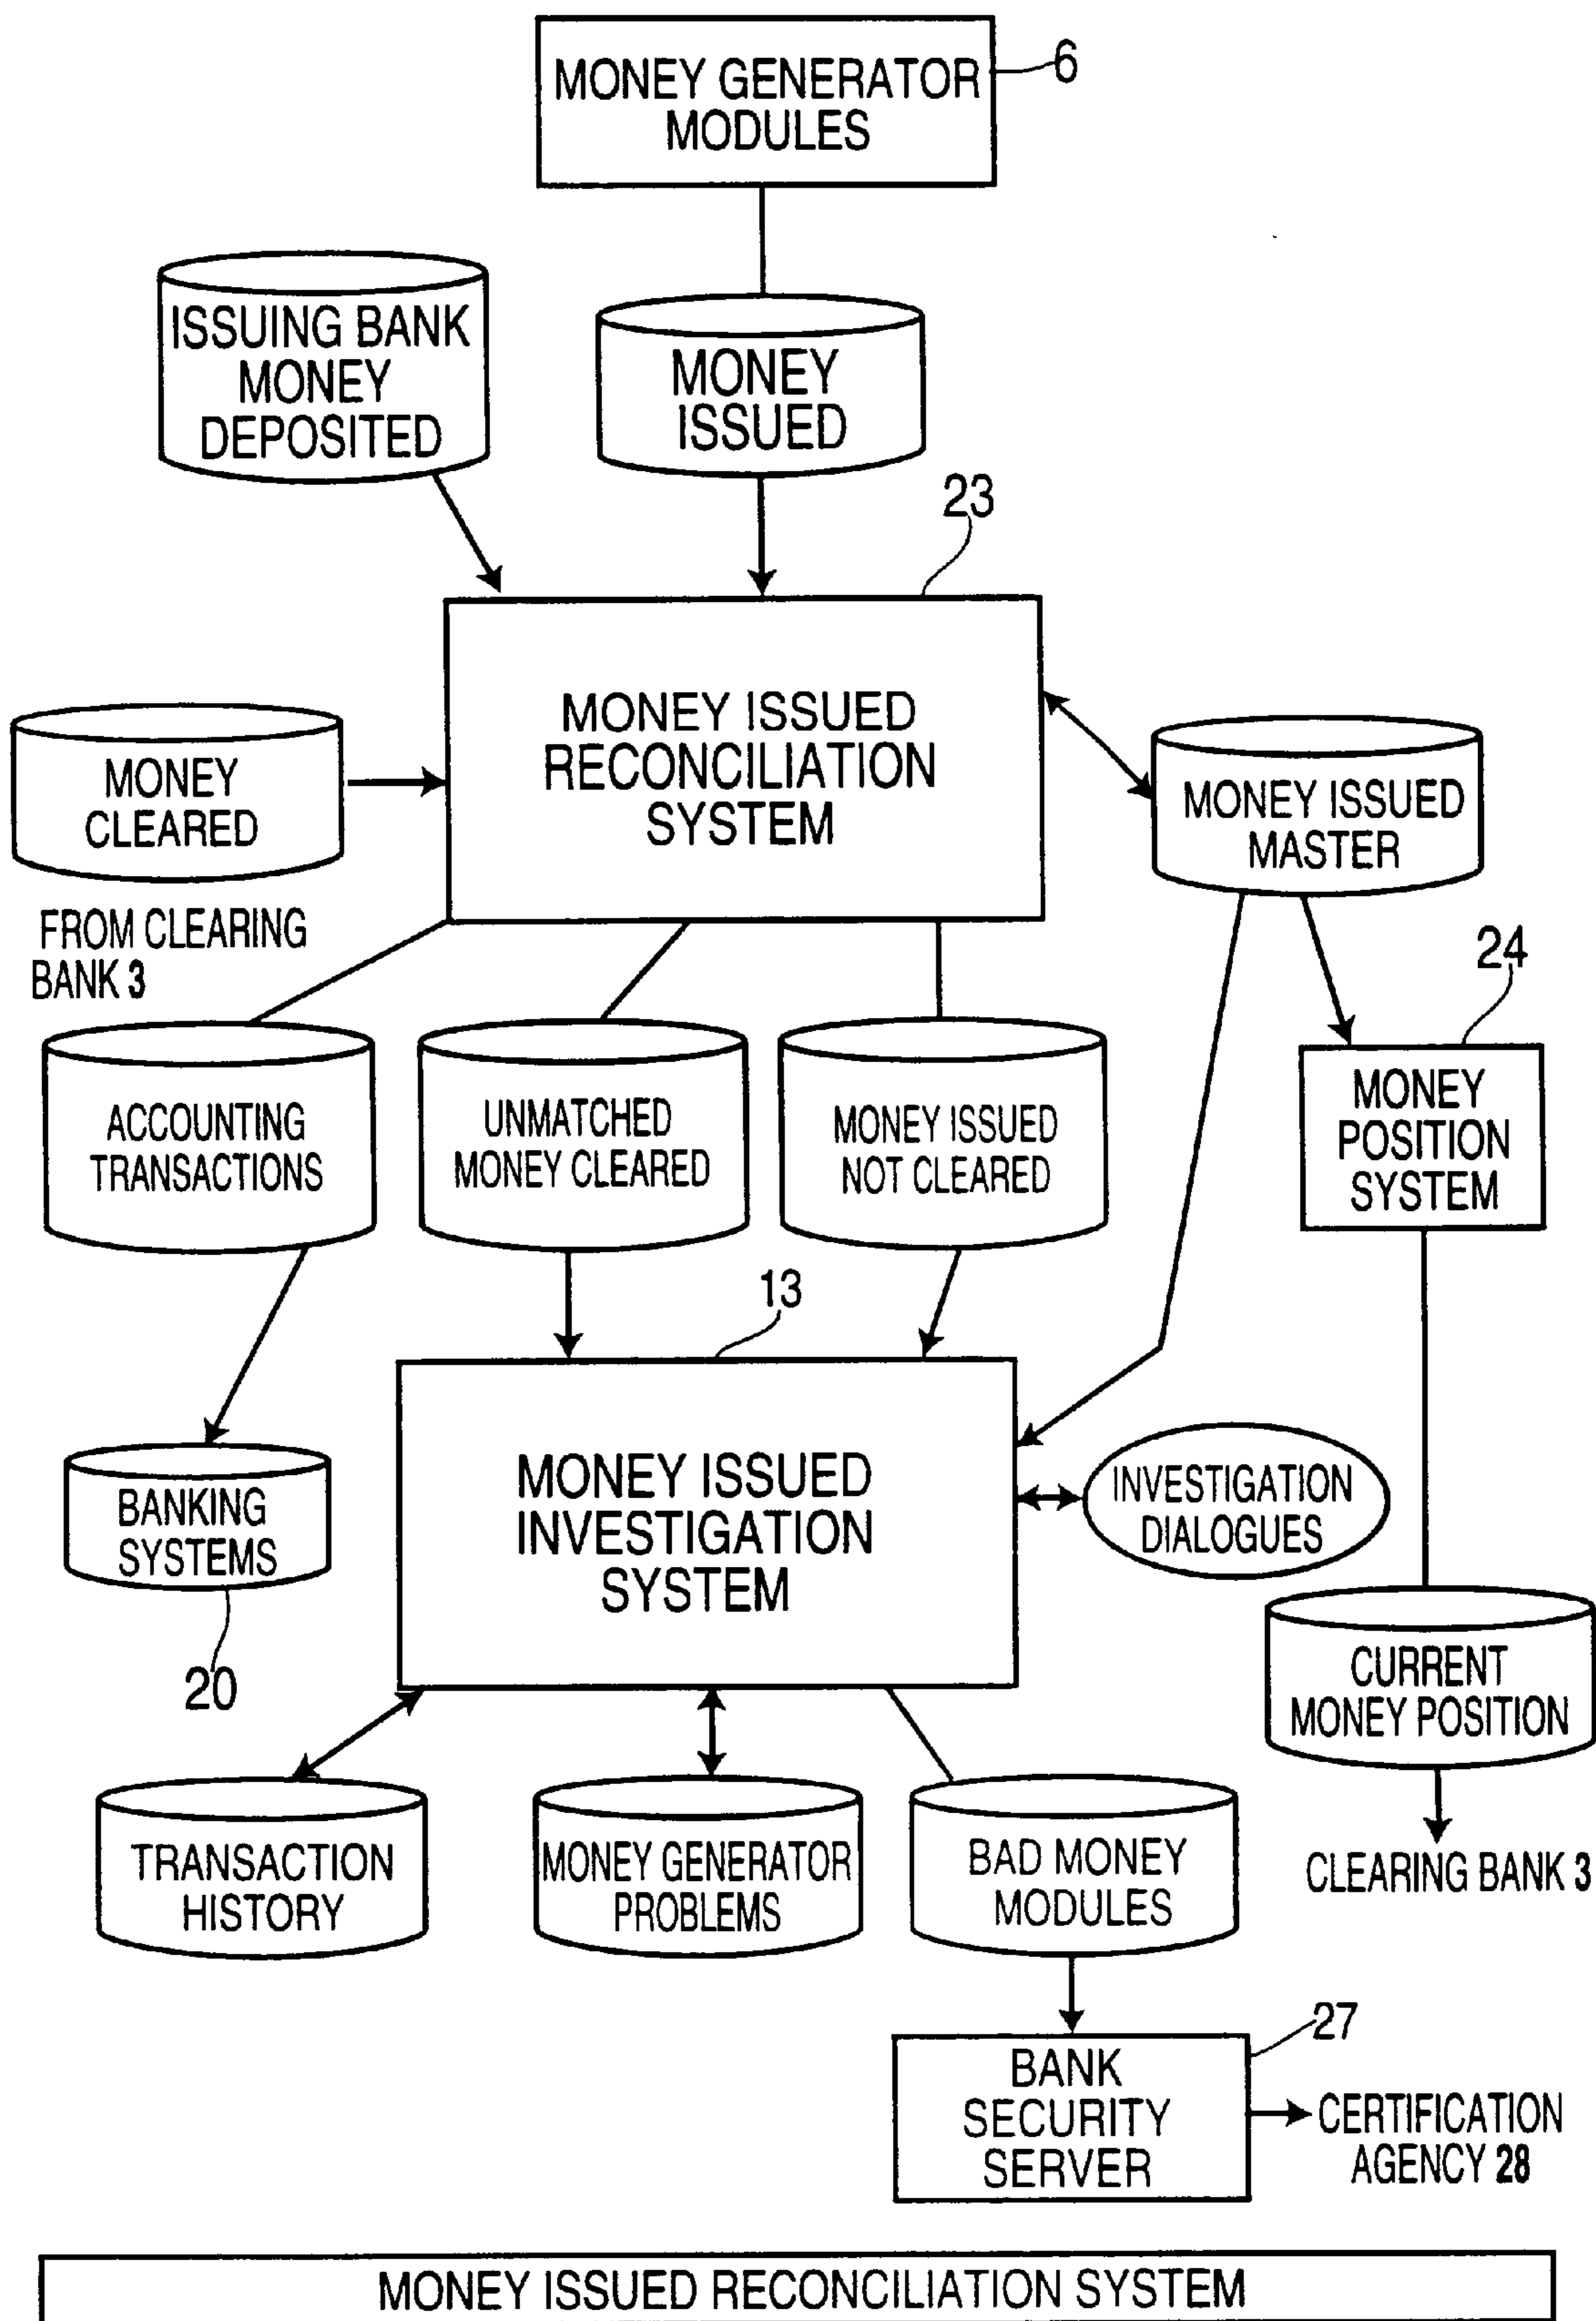 MONEY GENERATOR
MODULES
6
ISSUING BANK
MONEY
DEPOSITED
MONEY
ISSUED
23
MONEY ISSUED
RECONCILIATION
SYSTEM
MONEY
CLEARED
MONEY ISSUED
MASTER
FROM CLEARING
BANK 3
24
ACCOUNTING
TRANSACTIONS
UNMATCHED
MONEY CLEARED
MONEY ISSUED
NOT CLEARED
MONEY
POSITION
SYSTEM
13
BANKING
SYSTEMS
20
MONEY ISSUED
INVESTIGATION
SYSTEM
INVESTIGATION
DIALOGUES
CURRENT
MONEY POSITION
TRANSACTION
HISTORY
MONEY GENERATOR
PROBLEMS
BAD MONEY
MODULES
CLEARING BANK 3
27
BANK
SECURITY
SERVER
CERTIFICATION
AGENCY 28
MONEY ISSUED RECONCILIATION SYSTEM